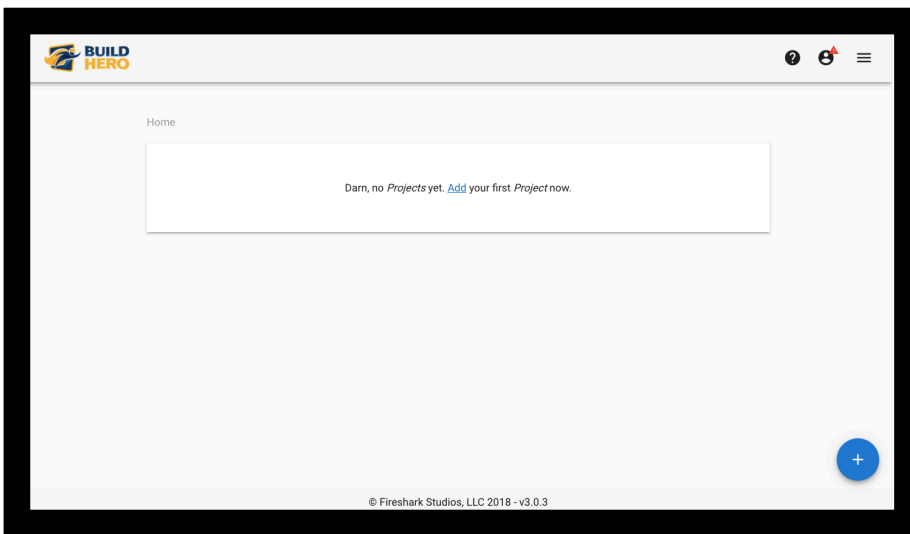 BUILD
HERO
Home
Darn, no Projects yet. Add your first Project now.
© Fireshark Studios, LLC 2018 - v3.0.3